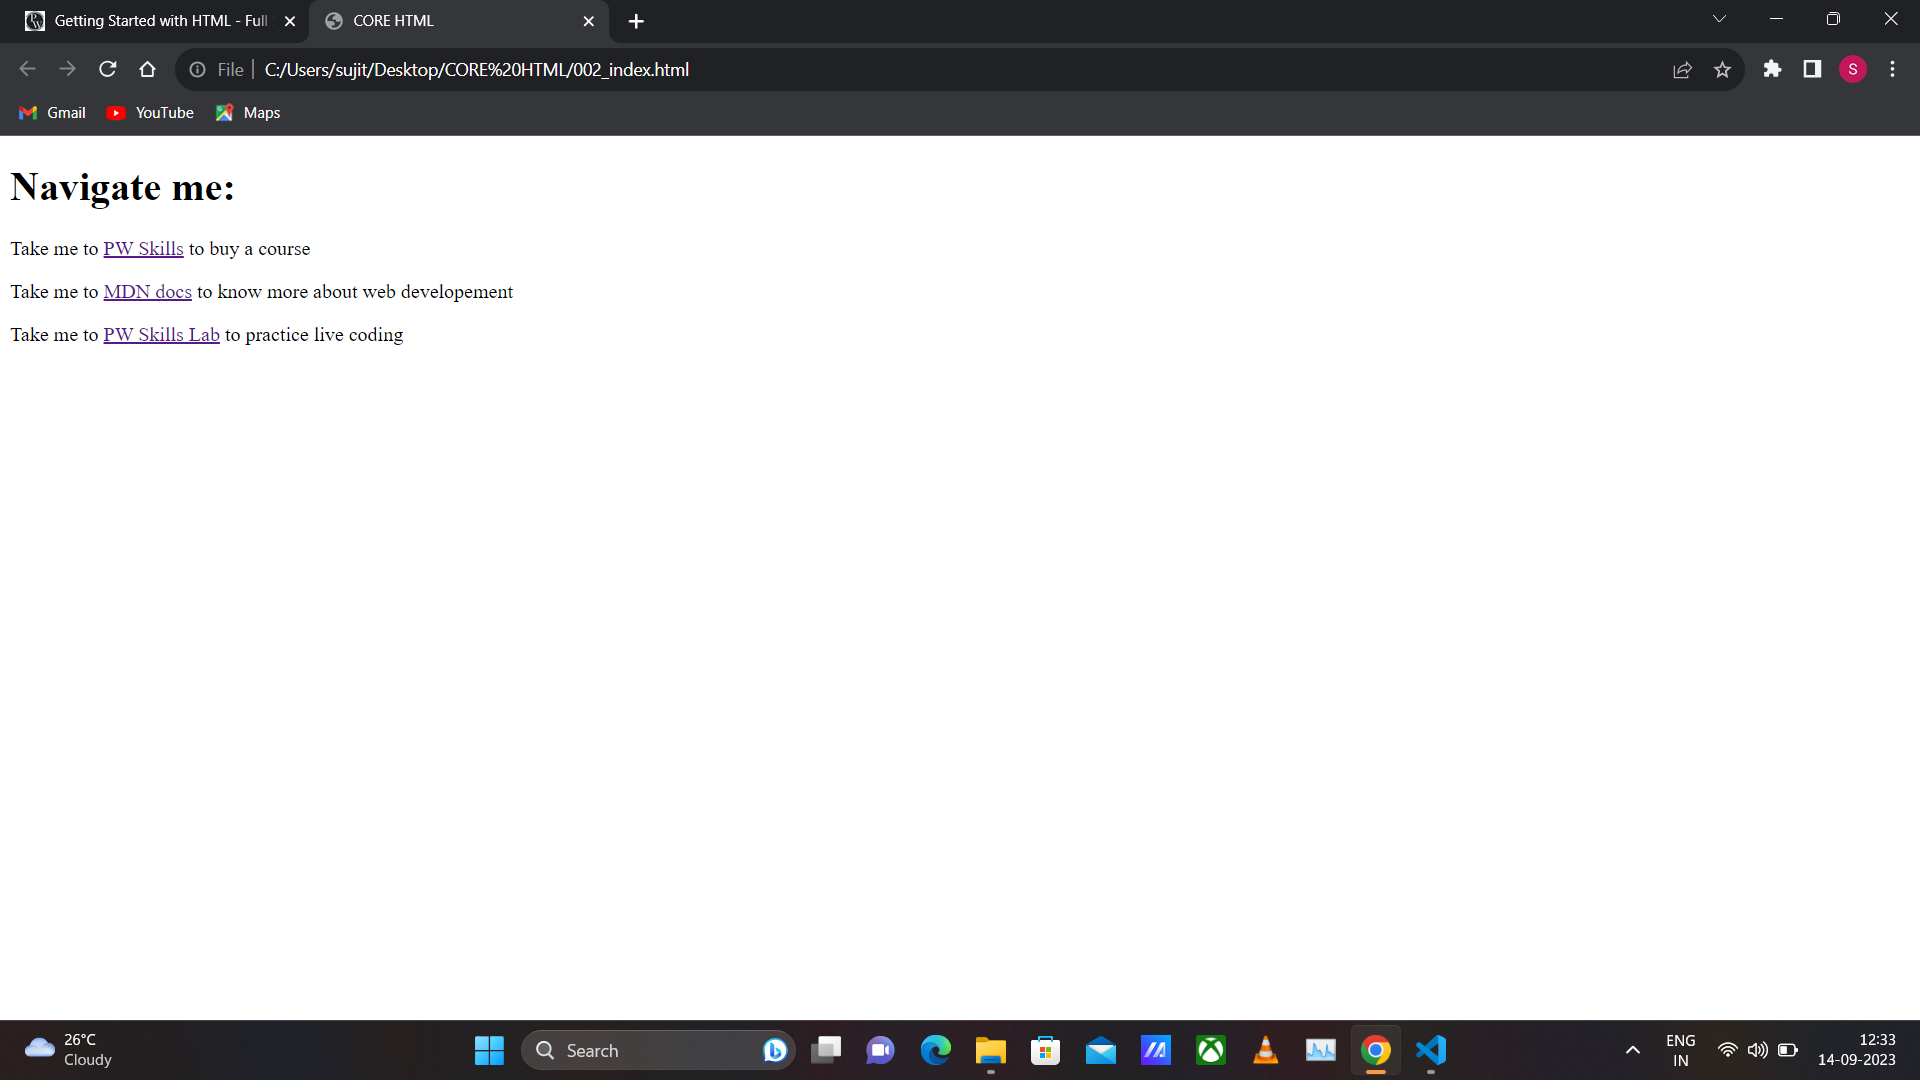 Getting Started with HTML - Full
CORE HTML
File
C:/Users/sujit/Desktop/CORE%20HTML/002_index.html
S
Gmail
YouTube
Maps
Navigate me:
Take me to PW Skills to buy a course
Take me to MDN docs to know more about web developement
Take me to PW Skills Lab to practice live coding
26°C
Cloudy
Search
ENG
IN
12:33
14-09-2023